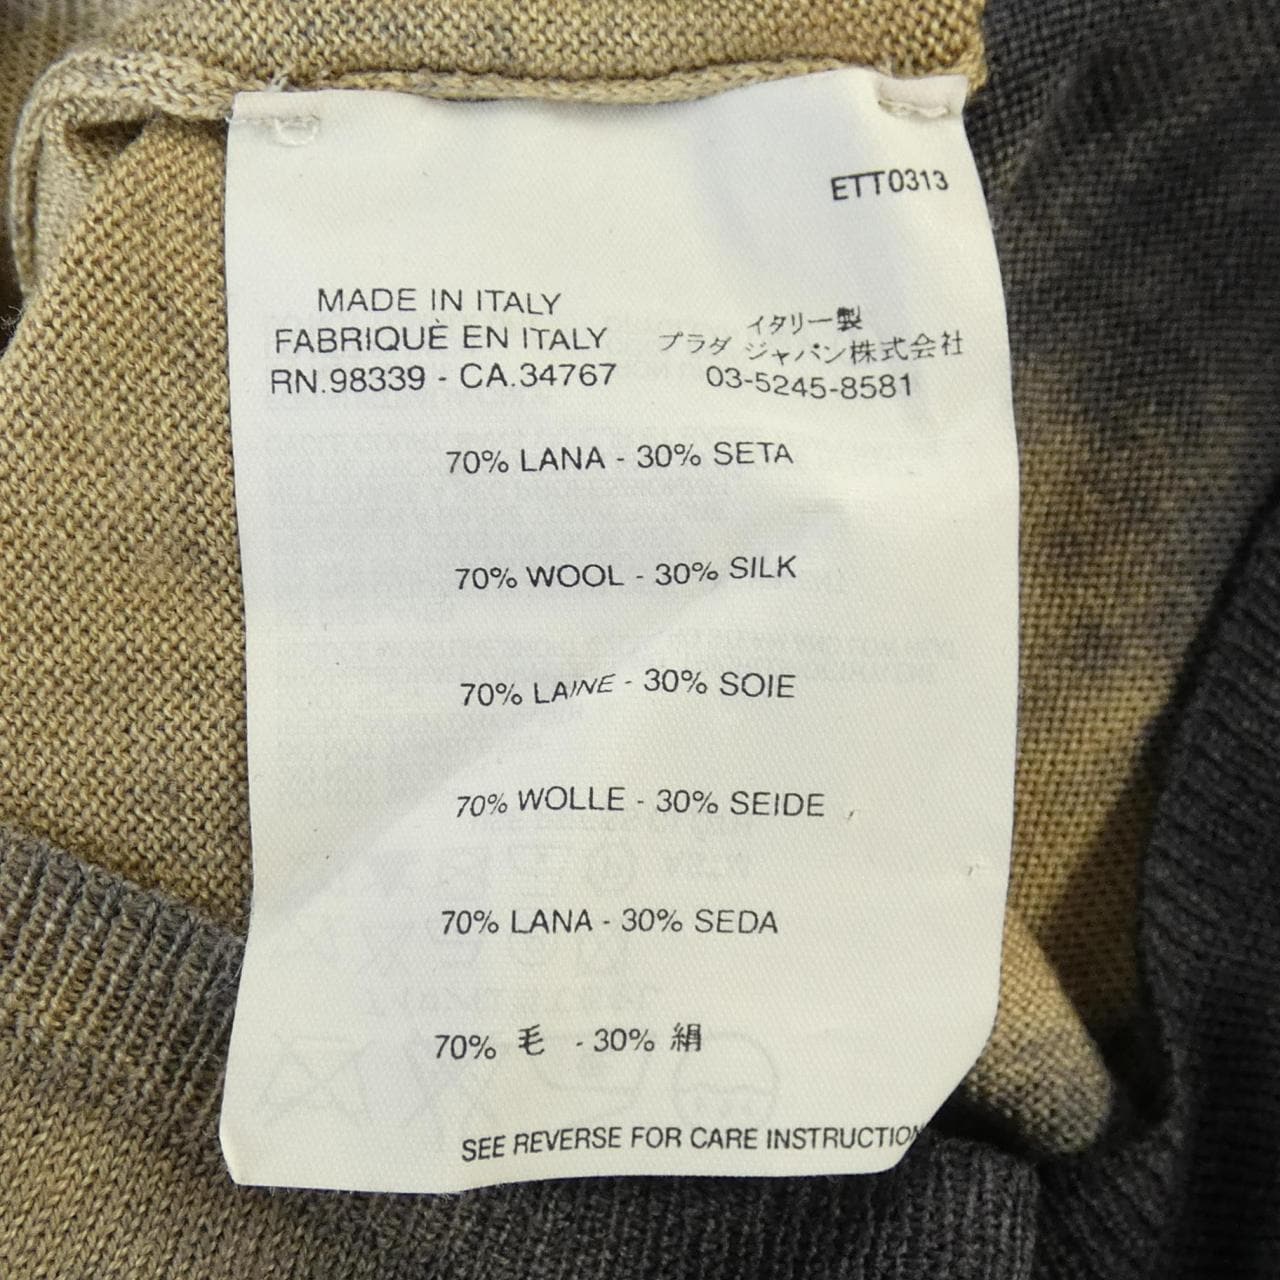 ETT0313
MADE IN ITALY
FABRIQUÈ EN ITALY
RN.98339 - CA.34767
イタリー製
プラダ ジャパン株式会社
03-5245-8581
70% LANA - 30% SETA
70% WOOL - 30% SILK
70% LAINE - 30% SOIE
70% WOLLE - 30% SEIDE
70% LANA - 30% SEDA
70% 毛 - 30% 絹
SEE REVERSE FOR CARE INSTRUCTION